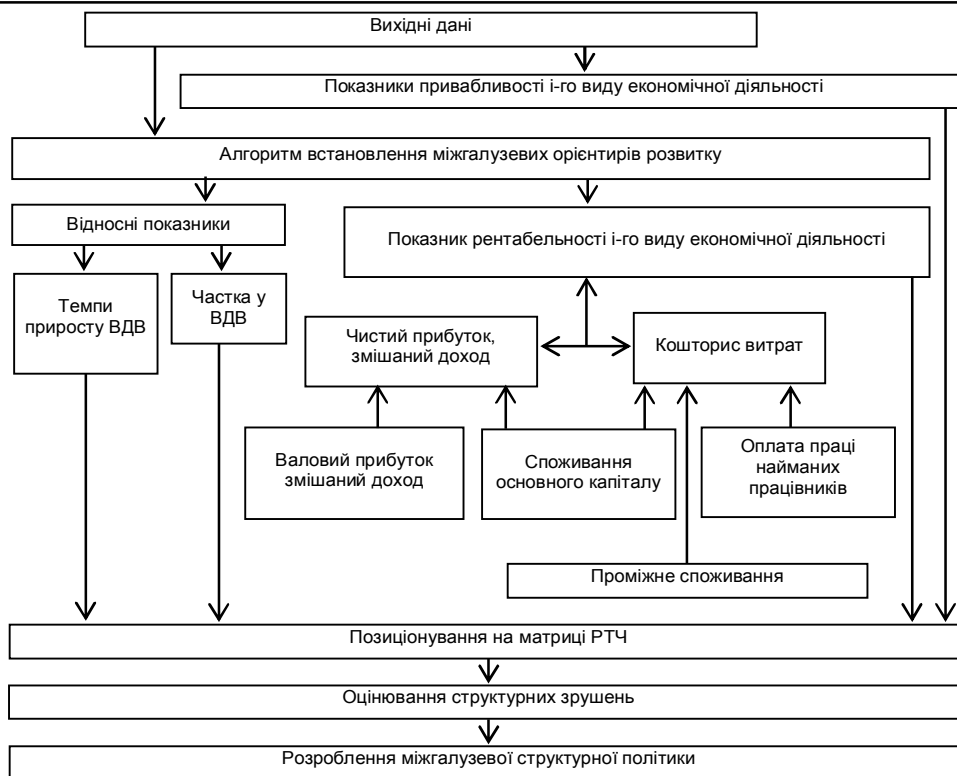 Вихідні дані
Показники привабливості і-го виду економічної діяльності
Алгоритм встановлення міжгалузевих орієнтирів розвитку
Відносні показники
Показник рентабельності і-го виду економічної діяльності
Темпи
приросту ВДВ
Частка у
ВДВ
Чистий прибуток,
змішаний доход
Кошторис витрат
Валовий прибуток
змішаний доход
Споживання
основного капіталу
Оплата праці
найманих
працівників
Проміжне споживання
Позиціонування на матриці РТЧ
Оцінювання структурних зрушень
Розроблення міжгалузевої структурної політики